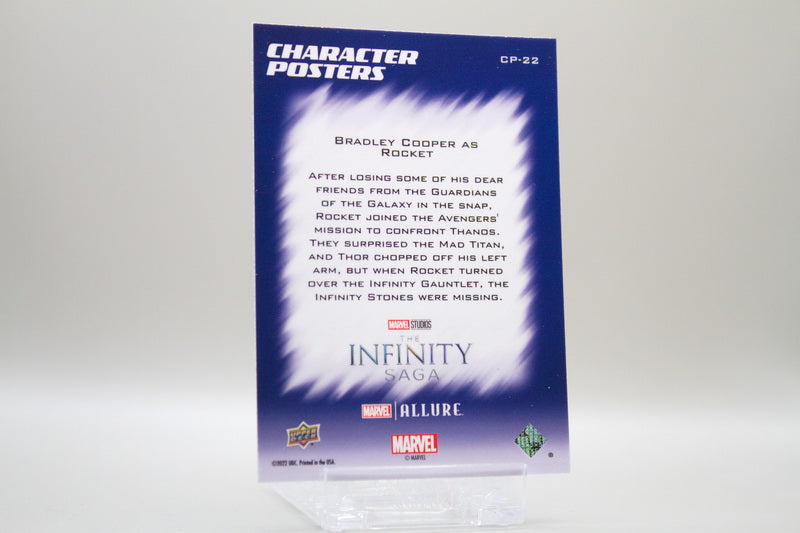 CHARACTER
POSTERS
CP-22
Bradley Cooper as
Rocket
After losing some of his dear
friends from the Guardians
of the Galaxy in the snap,
Rocket joined the Avengers'
mission to confront Thanos.
They surprised the Mad Titan,
and Thor chopped off his left
arm, but when Rocket turned
over the Infinity Gauntlet, the
Infinity Stones were missing.
MARVEL STUDIOS
THE
INFINITY
SAGA
MARVEL | ALLURE
UPPER DECK
MARVEL
© MARVEL
©2022 UDC. Printed in the USA.